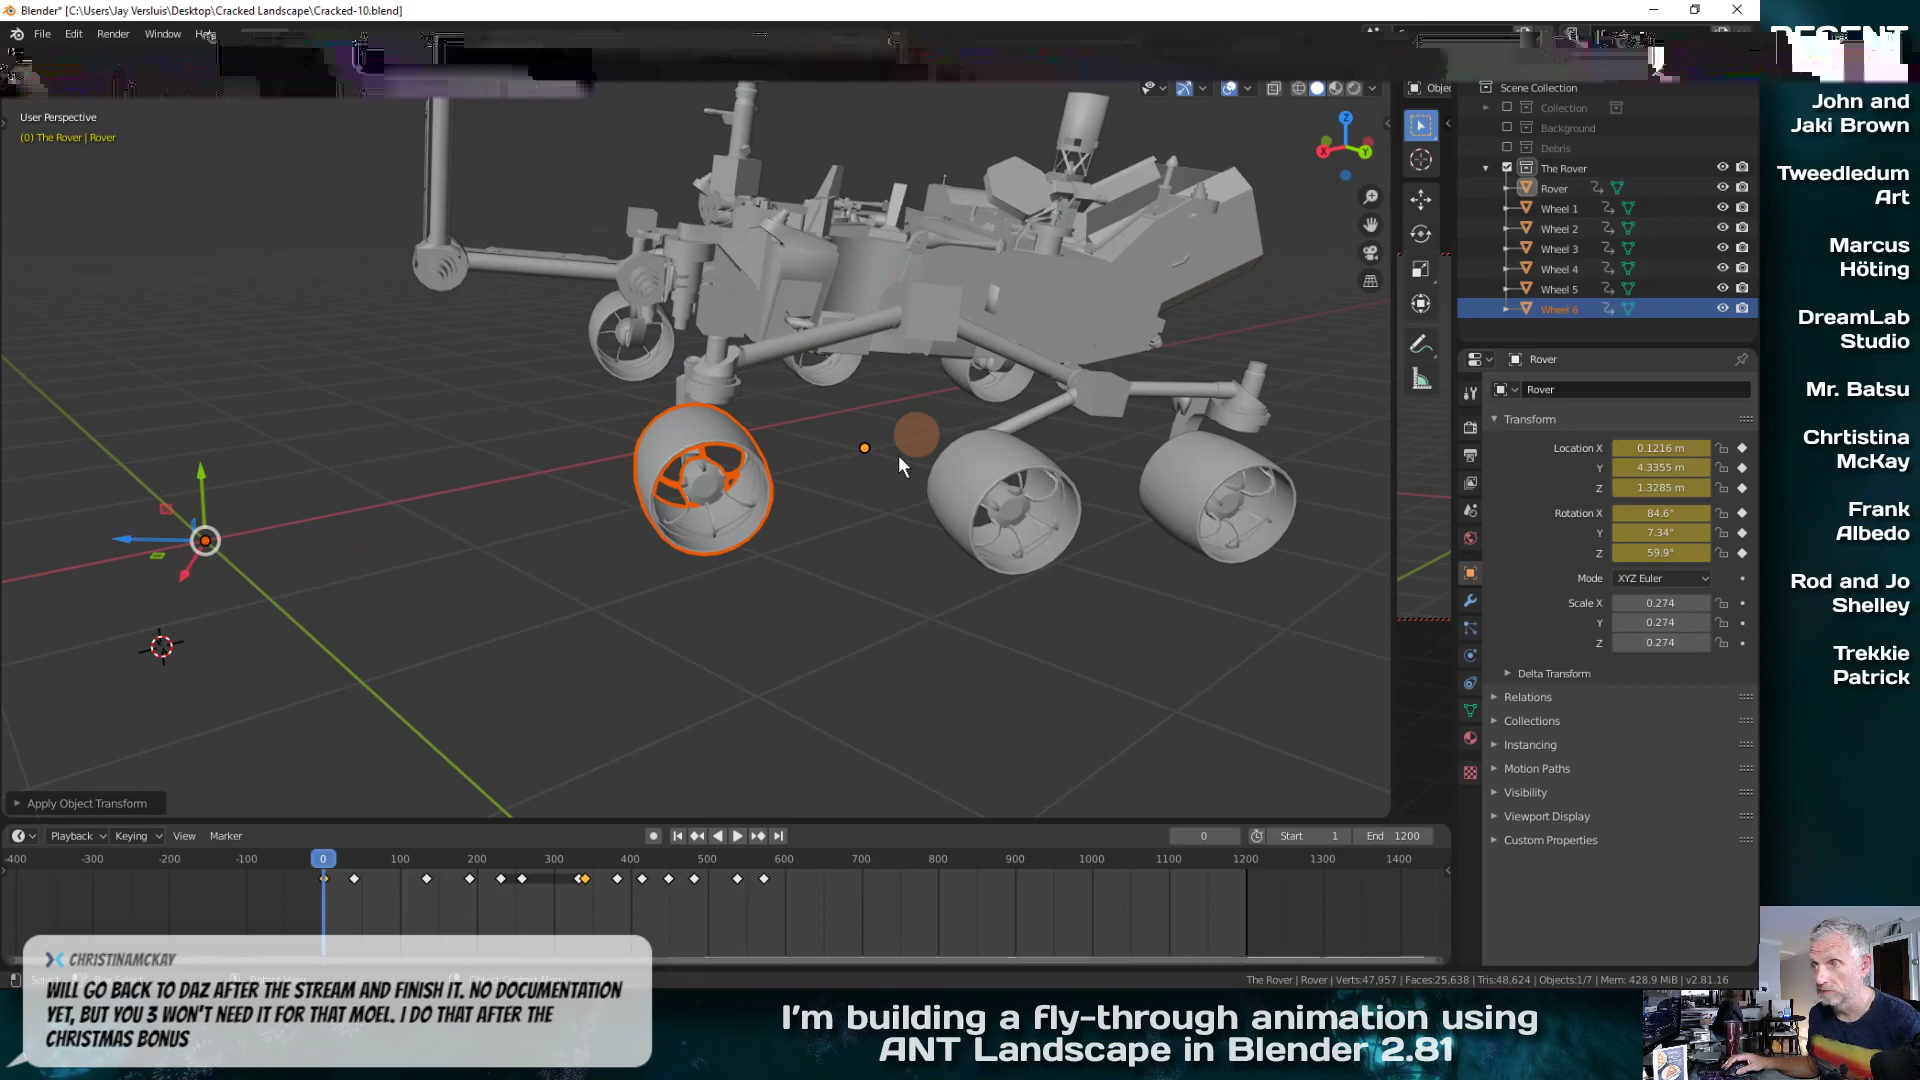 Blender* [C:\Users\Jay Versluis\Desktop\Cracked Landscape\Cracked-10.blend]
File Edit Render Window Help
User Perspective
(0) The Rover | Rover
Z
X
Y
Scene Collection
Collection
Background
Debris
The Rover
Rover
Wheel 1
Wheel 2
Wheel 3
Wheel 4
Wheel 5
Wheel 6
Rover
Rover
Transform
Location X 0.1216 m
Y 4.3355 m
Z 1.3285 m
Rotation X 84.6°
Y 7.34°
Z 59.9°
Mode XYZ Euler
Scale X 0.274
Y 0.274
Z 0.274
Delta Transform
Relations
Collections
Instancing
Motion Paths
Visibility
Viewport Display
Custom Properties
Apply Object Transform
Playback Keying View Marker
0 Start 1 End 1200
-400 -300 -200 -100 0 100 200 300 400 500 600 700 800 900 1000 1100 1200 1300 1400
The Rover | Rover | Verts:47,957 | Faces:25,638 | Tris:48,624 | Objects:1/7 | Mem: 428.9 MiB | v2.81.16
CHRISTINAMCKAY
WILL GO BACK TO DAZ AFTER THE STREAM AND FINISH IT. NO DOCUMENTATION
YET, BUT YOU 3 WON'T NEED IT FOR THAT MOEL. I DO THAT AFTER THE
CHRISTMAS BONUS
I'm building a fly-through animation using
ANT Landscape in Blender 2.81
John and
Jaki Brown
Tweedledum
Art
Marcus
Höting
DreamLab
Studio
Mr. Batsu
Chrtistina
McKay
Frank
Albedo
Rod and Jo
Shelley
Trekkie
Patrick